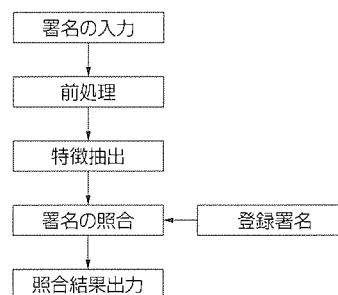 署名の入力
前処理
特徴抽出
署名の照合
登録署名
照合結果出力